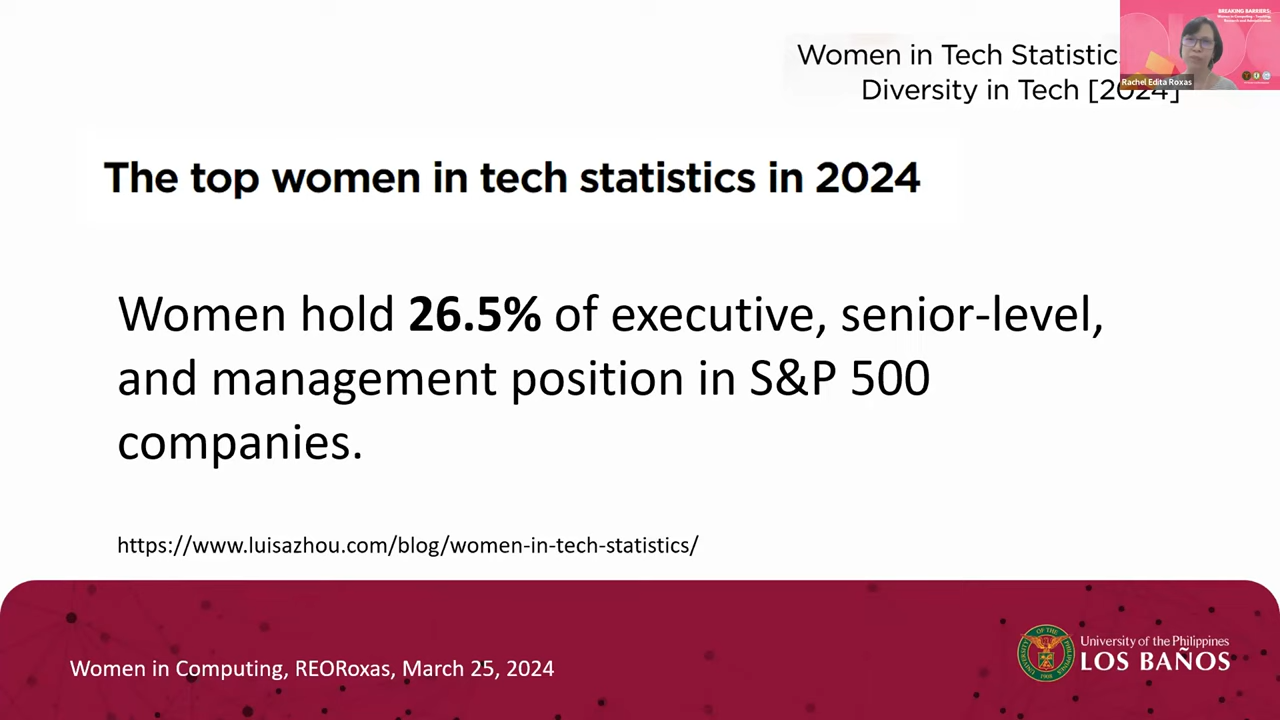 Women in Tech Statistic
Diversity in Tech [2024]
BREAKING BARRIERS:
Rachel Edita Roxas
The top women in tech statistics in 2024
Women hold 26.5% of executive, senior-level,
and management position in S&P 500
companies.
https://www.luisazhou.com/blog/women-in-tech-statistics/
Women in Computing, REORoxas, March 25, 2024
University of the Philippines
LOS BAÑOS